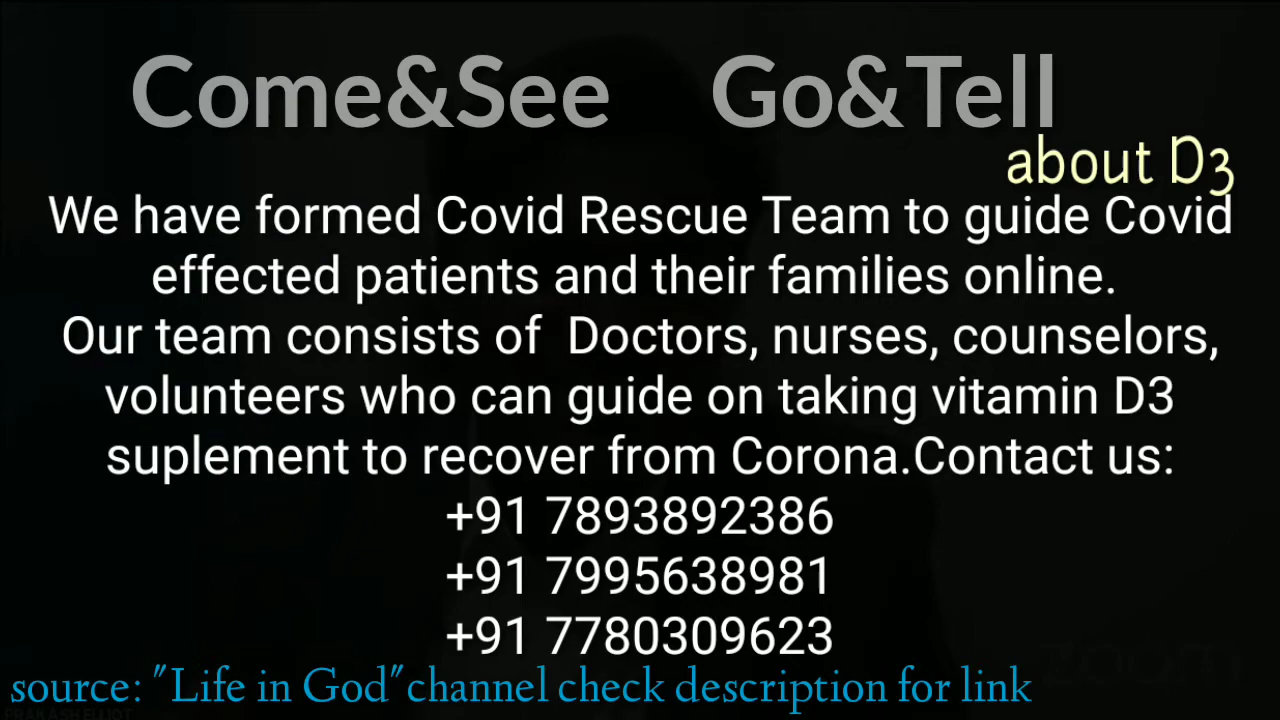 Come&See Go&Tell
about D3
We have formed Covid Rescue Team to guide Covid
effected patients and their families online.
Our team consists of Doctors, nurses, counselors,
volunteers who can guide on taking vitamin D3
suplement to recover from Corona.Contact us:
+91 7893892386
+91 7995638981
+91 7780309623
zoom
source: "Life in God"channel check description for link
PRAKASH ELLIOT